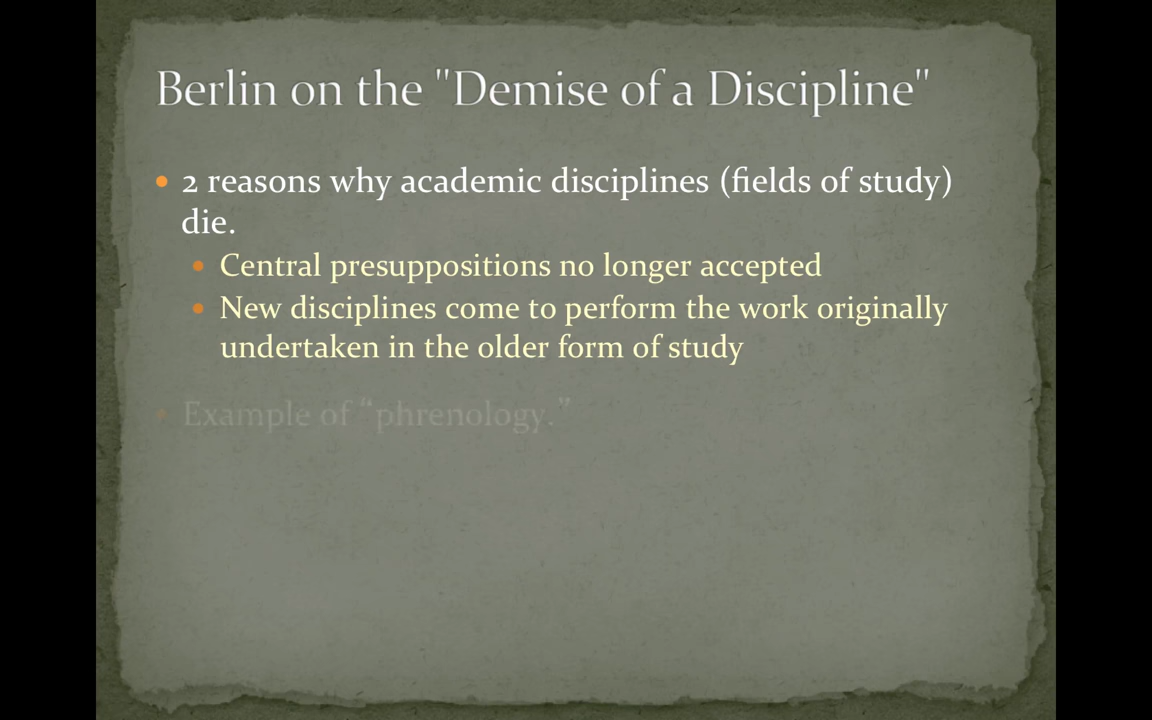 Berlin on the "Demise of a Discipline"
• 2 reasons why academic disciplines (fields of study)
die.
• Central presuppositions no longer accepted
• New disciplines come to perform the work originally
undertaken in the older form of study
• Example of “phrenology.”